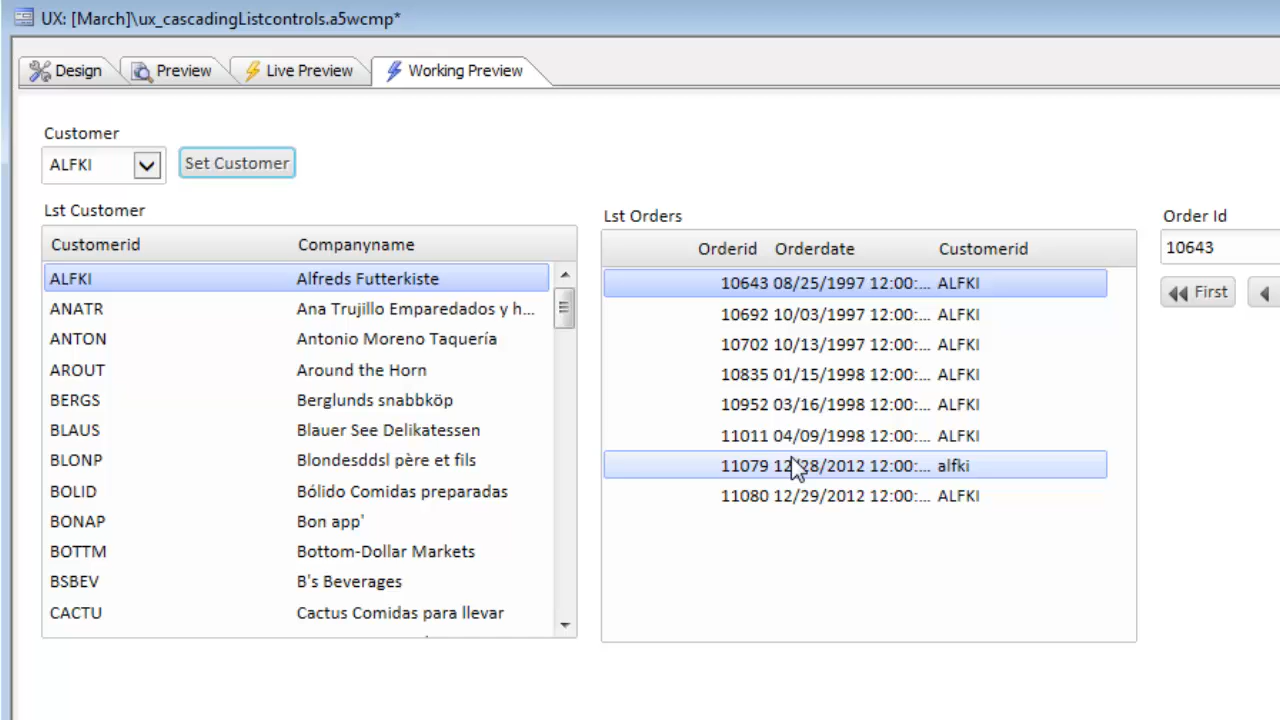 UX: [March]\ux_cascadingListcontrols.a5wcmp*
Design Preview Live Preview Working Preview
Customer
ALFKI Set Customer
Lst Customer
Customerid Companyname
ALFKI Alfreds Futterkiste
ANATR Ana Trujillo Emparedados y h...
ANTON Antonio Moreno Taquería
AROUT Around the Horn
BERGS Berglunds snabbköp
BLAUS Blauer See Delikatessen
BLONP Blondesddsl père et fils
BOLID Bólido Comidas preparadas
BONAP Bon app'
BOTTM Bottom-Dollar Markets
BSBEV B's Beverages
CACTU Cactus Comidas para llevar
Lst Orders
Orderid Orderdate Customerid
10643 08/25/1997 12:00:... ALFKI
10692 10/03/1997 12:00:... ALFKI
10702 10/13/1997 12:00:... ALFKI
10835 01/15/1998 12:00:... ALFKI
10952 03/16/1998 12:00:... ALFKI
11011 04/09/1998 12:00:... ALFKI
11079 12/28/2012 12:00:... alfki
11080 12/29/2012 12:00:... ALFKI
Order Id
10643
First